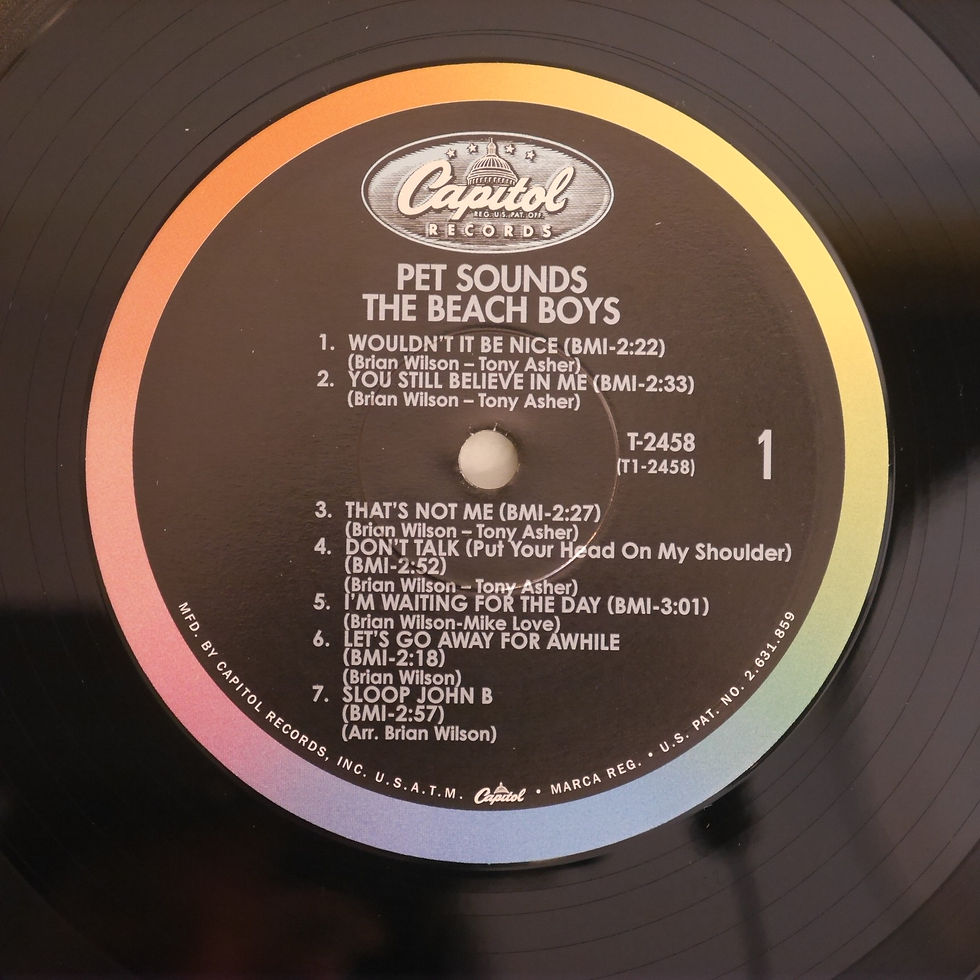 Capitol
REG. U.S. PAT. OFF.
RECORDS
PET SOUNDS
THE BEACH BOYS
1. WOULDN'T IT BE NICE (BMI-2:22)
(Brian Wilson – Tony Asher)
2. YOU STILL BELIEVE IN ME (BMI-2:33)
(Brian Wilson – Tony Asher)
T-2458
(T1-2458)
1
3. THAT'S NOT ME (BMI-2:27)
(Brian Wilson – Tony Asher)
4. DON'T TALK (Put Your Head On My Shoulder)
(BMI-2:52)
(Brian Wilson – Tony Asher)
5. I'M WAITING FOR THE DAY (BMI-3:01)
(Brian Wilson-Mike Love)
6. LET'S GO AWAY FOR AWHILE
(BMI-2:18)
(Brian Wilson)
7. SLOOP JOHN B
(BMI-2:57)
(Arr. Brian Wilson)
MFD. BY CAPITOL RECORDS, INC. U.S.A. T.M. Capitol • MARCA REG. • U.S. PAT. NO. 2.631.859